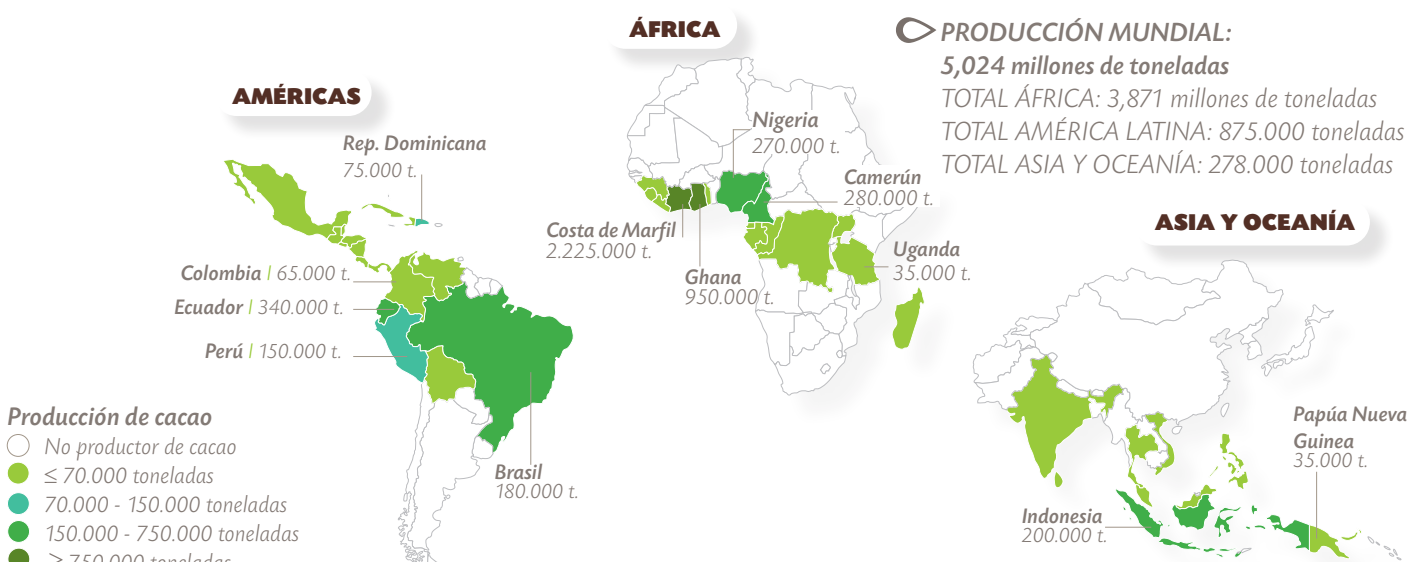 ÁFRICA
PRODUCCIÓN MUNDIAL:
5,024 millones de toneladas
TOTAL ÁFRICA: 3,871 millones de toneladas
TOTAL AMÉRICA LATINA: 875.000 toneladas
TOTAL ASIA Y OCEANÍA: 278.000 toneladas
AMÉRICAS
Rep. Dominicana
75.000 t.
Colombia | 65.000 t.
Ecuador | 340.000 t.
Perú | 150.000 t.
Brasil
180.000 t.
Nigeria
270.000 t.
Camerún
280.000 t.
Costa de Marfil
2.225.000 t.
Ghana
950.000 t.
Uganda
35.000 t.
ASIA Y OCEANÍA
Papúa Nueva
Guinea
35.000 t.
Indonesia
200.000 t.
Producción de cacao
No productor de cacao
≤ 70.000 toneladas
70.000 - 150.000 toneladas
150.000 - 750.000 toneladas
≥ 750.000 toneladas